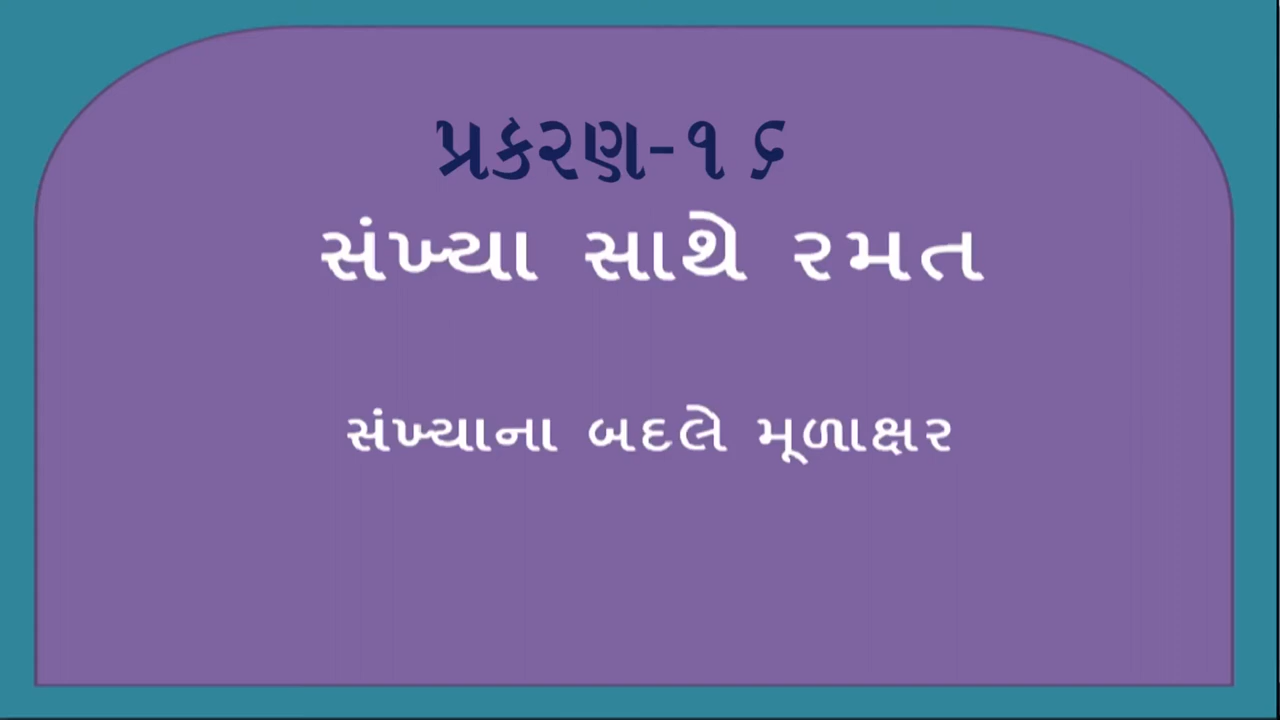 પ્રકરણ-૧૬
સંખ્યા સાથે રમત
સંખ્યાના બદલે મૂળાક્ષર